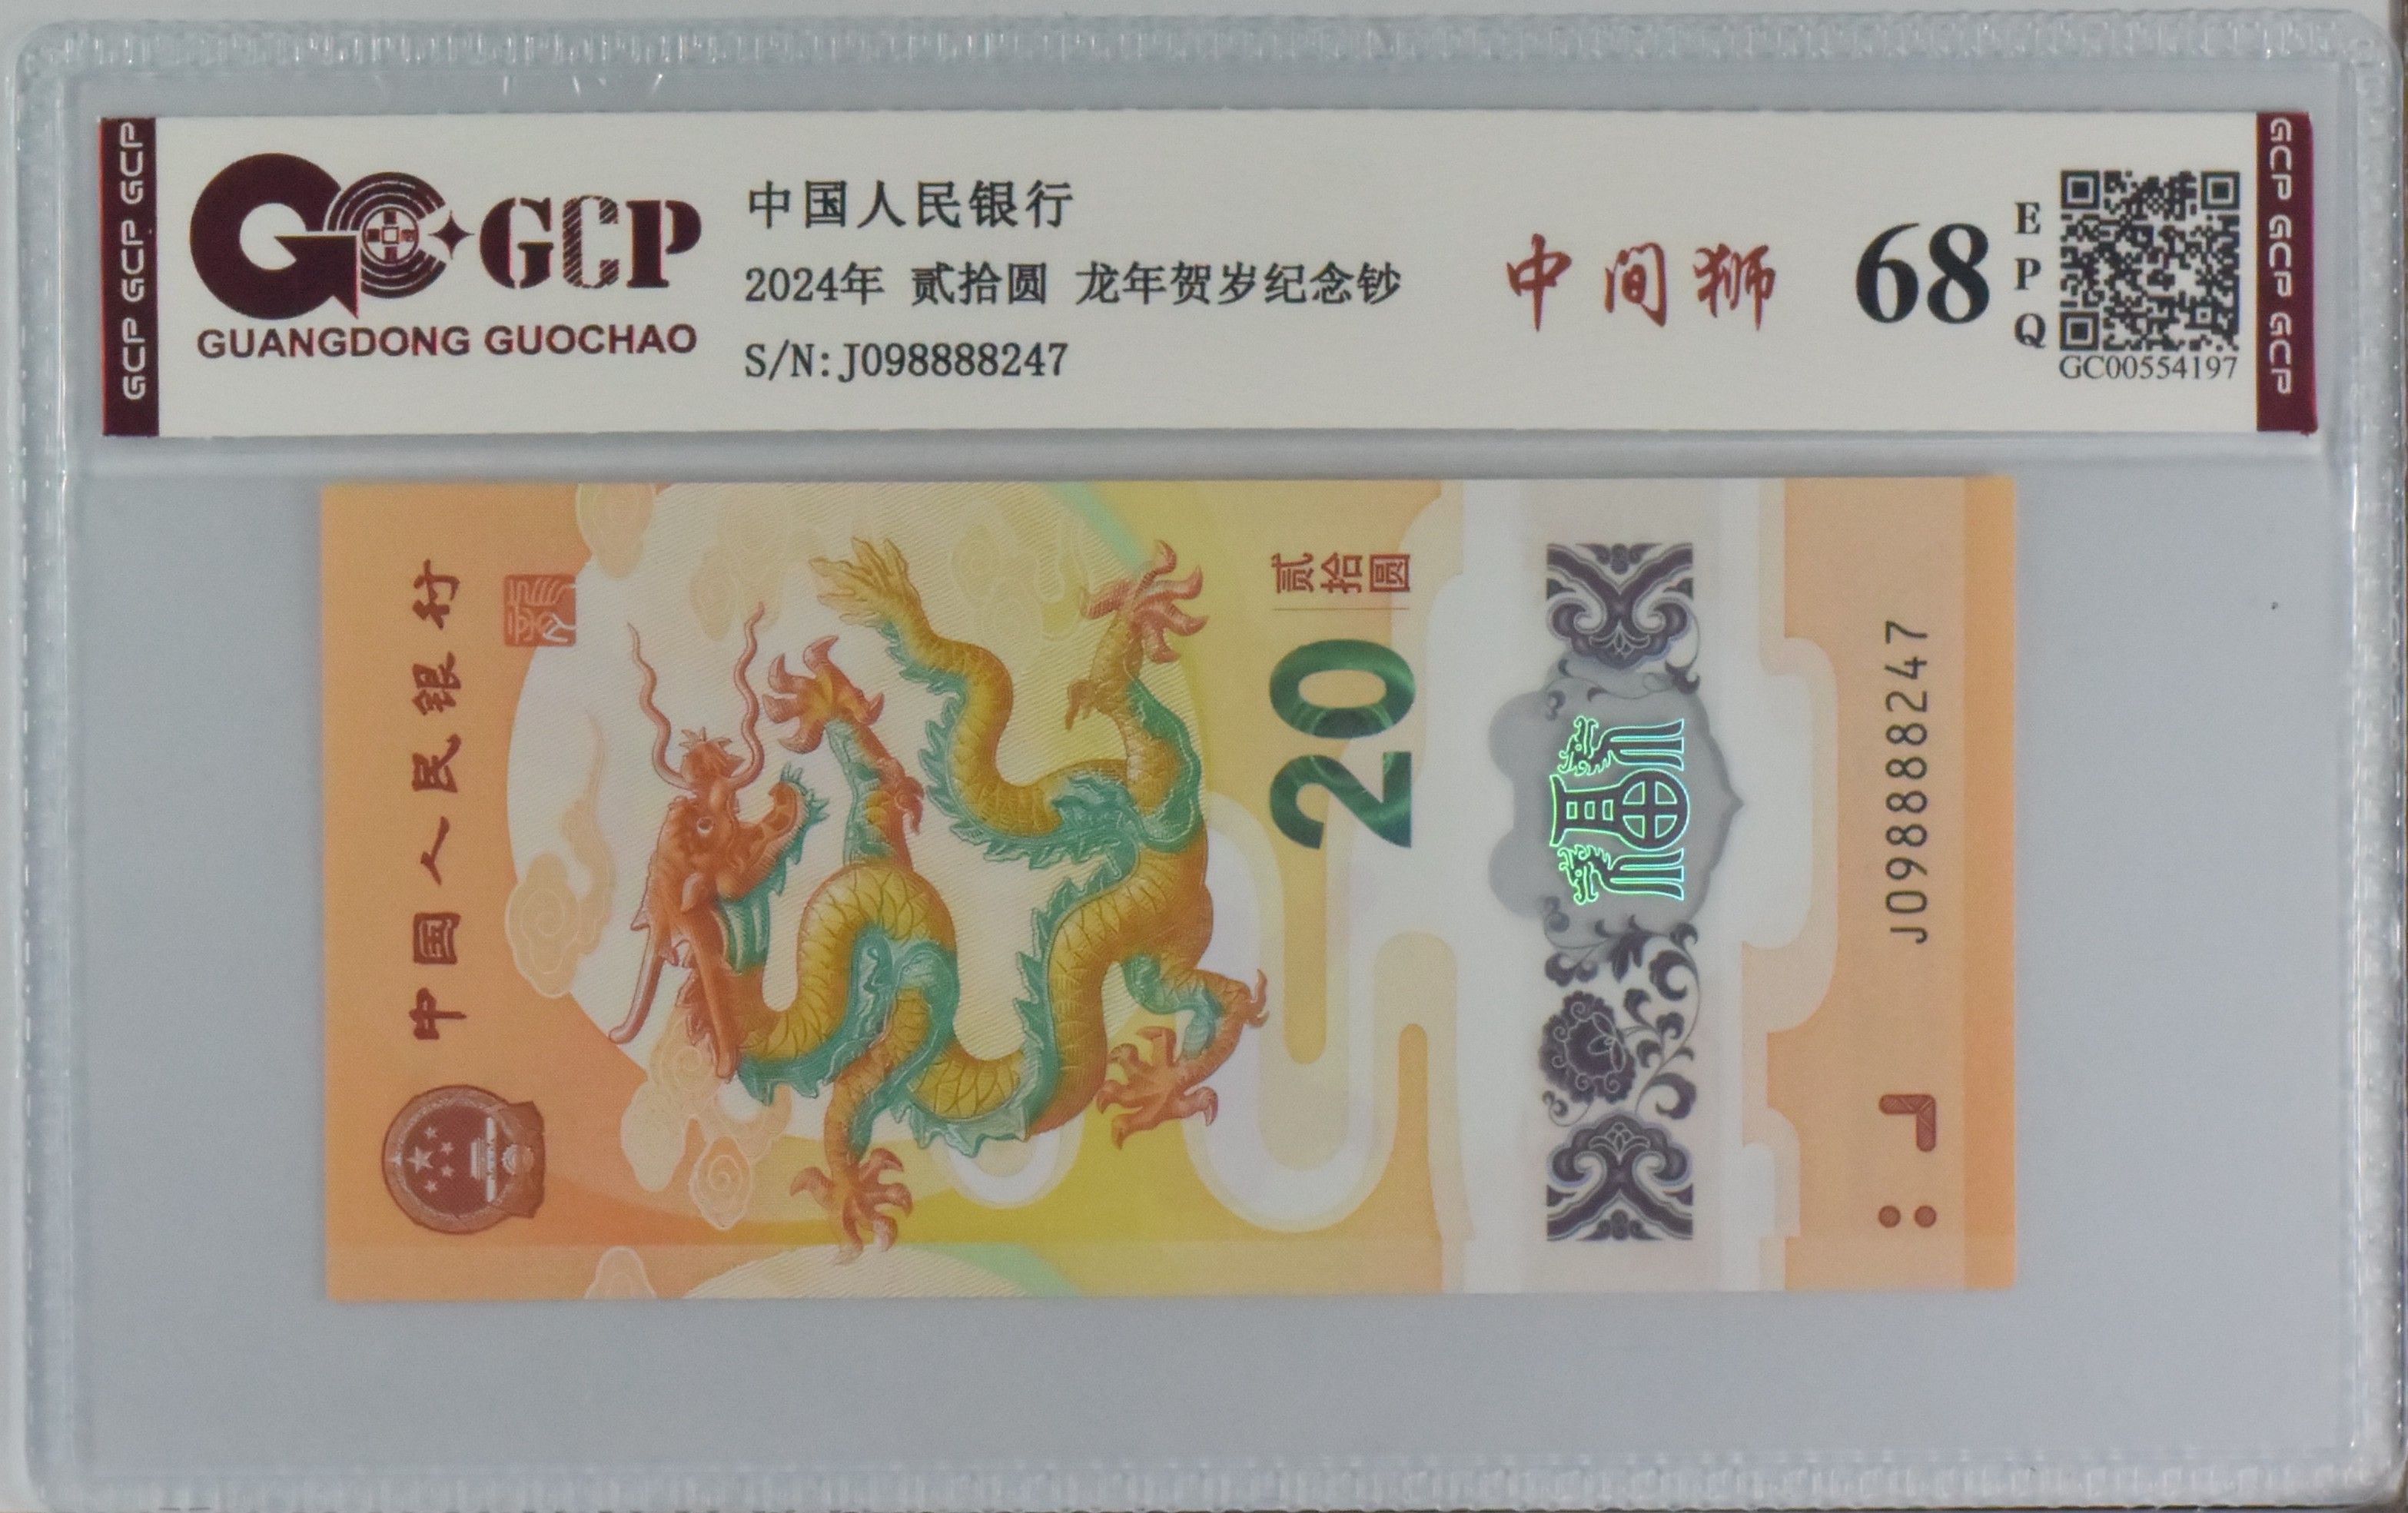 GCP GCP GCP
GCP
GUANGDONG GUOCHAO
中国人民银行
2024年 贰拾圆 龙年贺岁纪念钞
S/N:J098888247
中间狮
68
EPQ
GC00554197
GCP GCP GCP
中国人民银行
贰拾圆
20
J098888247